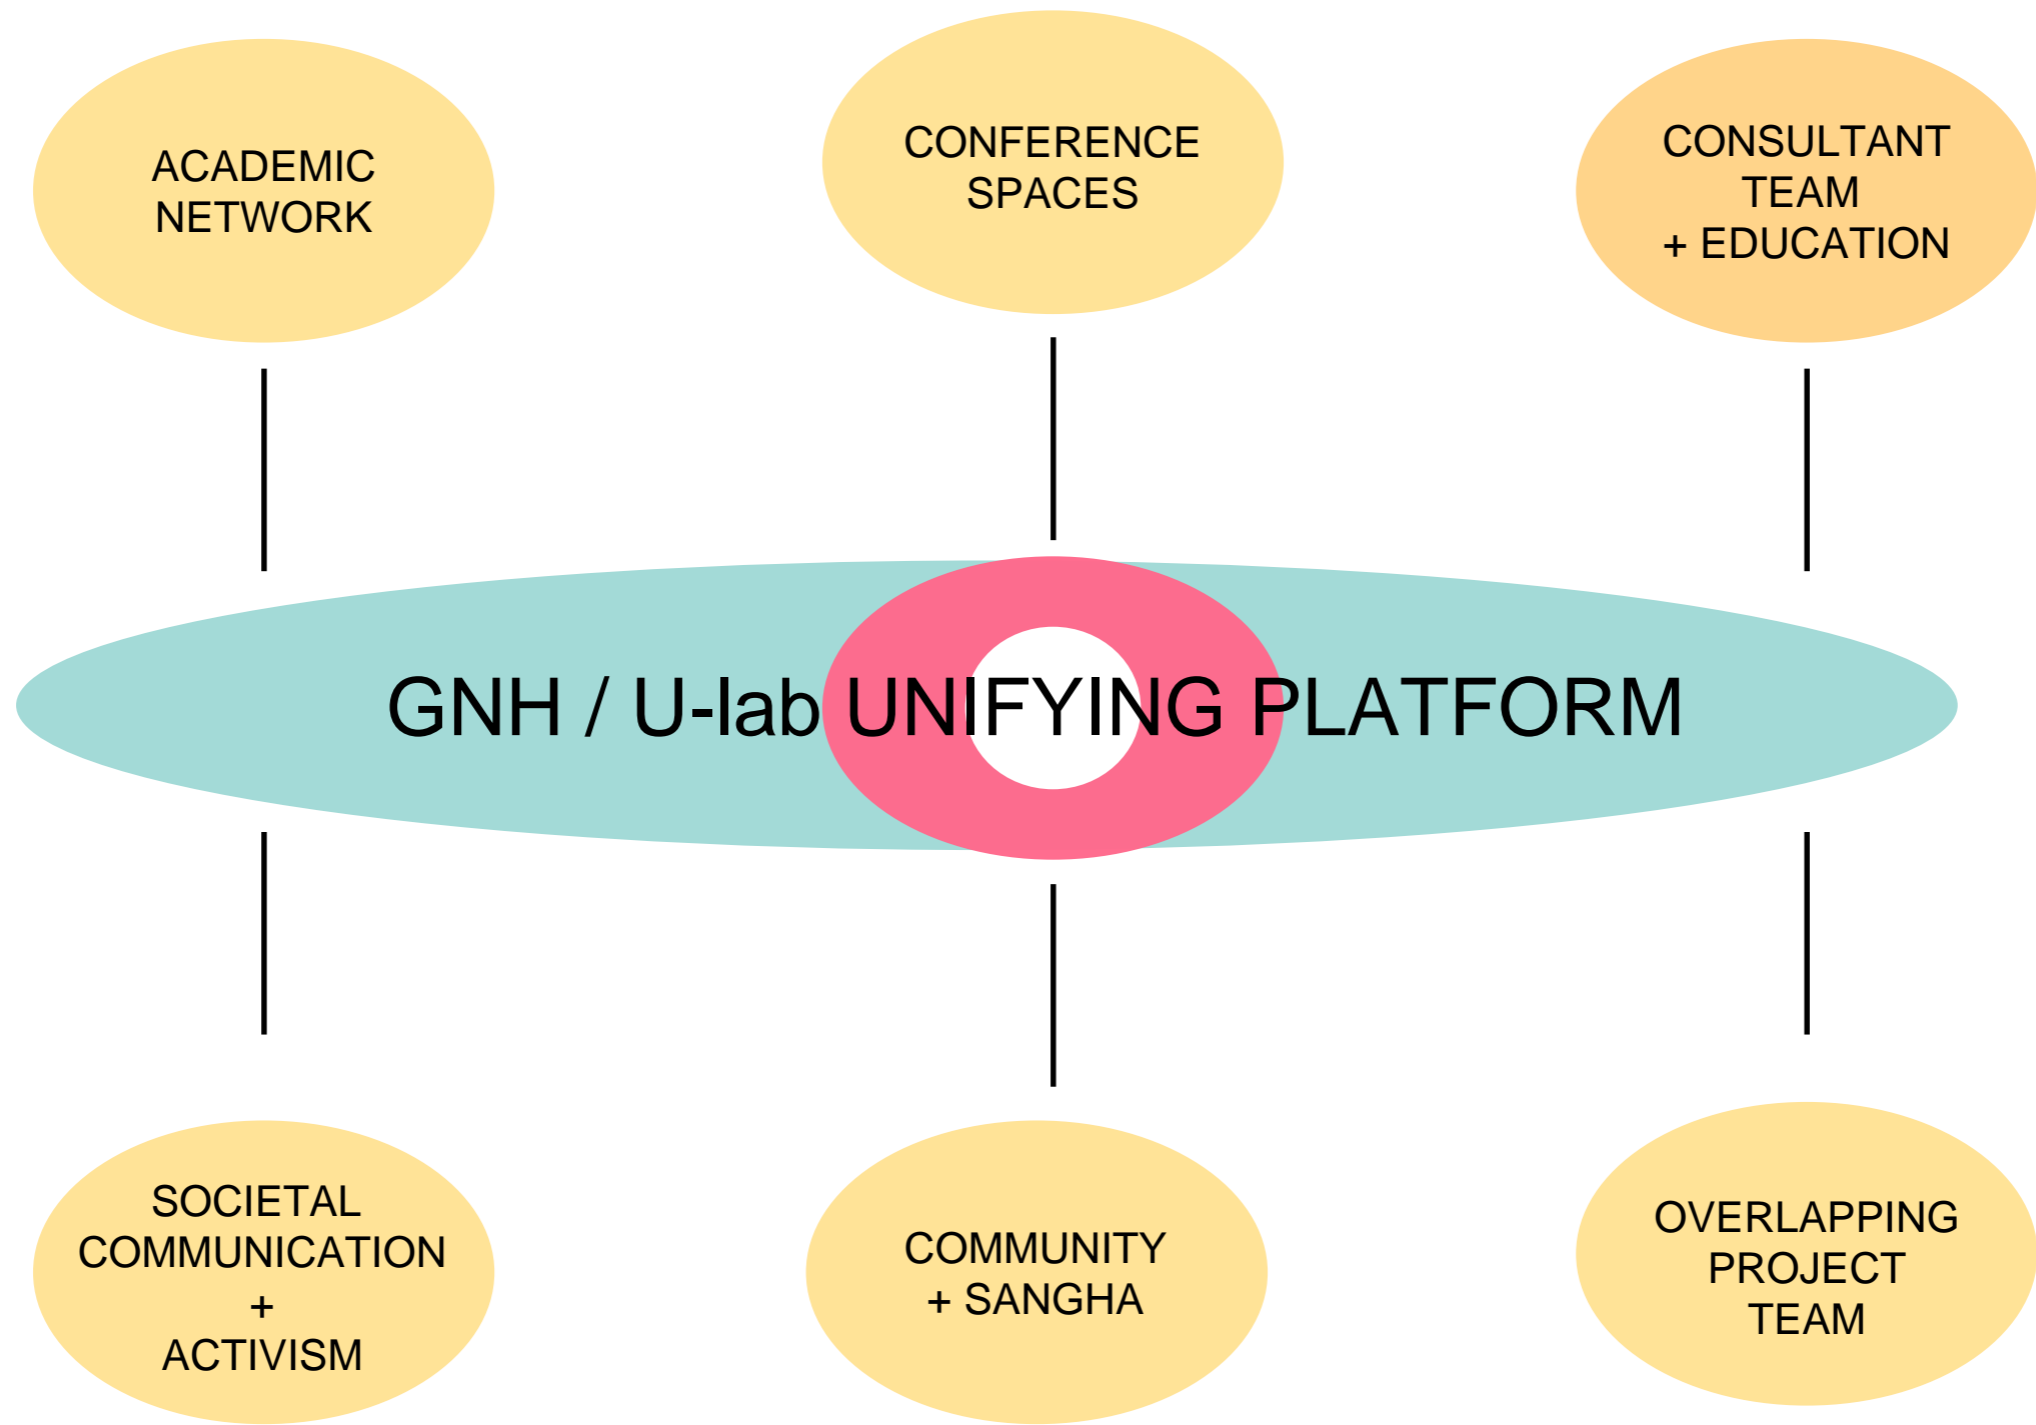 ACADEMIC
NETWORK
CONFERENCE
SPACES
CONSULTANT
TEAM
+ EDUCATION
GNH / U-lab UNIFYING PLATFORM
SOCIETAL
COMMUNICATION
+
ACTIVISM
COMMUNITY
+ SANGHA
OVERLAPPING
PROJECT
TEAM